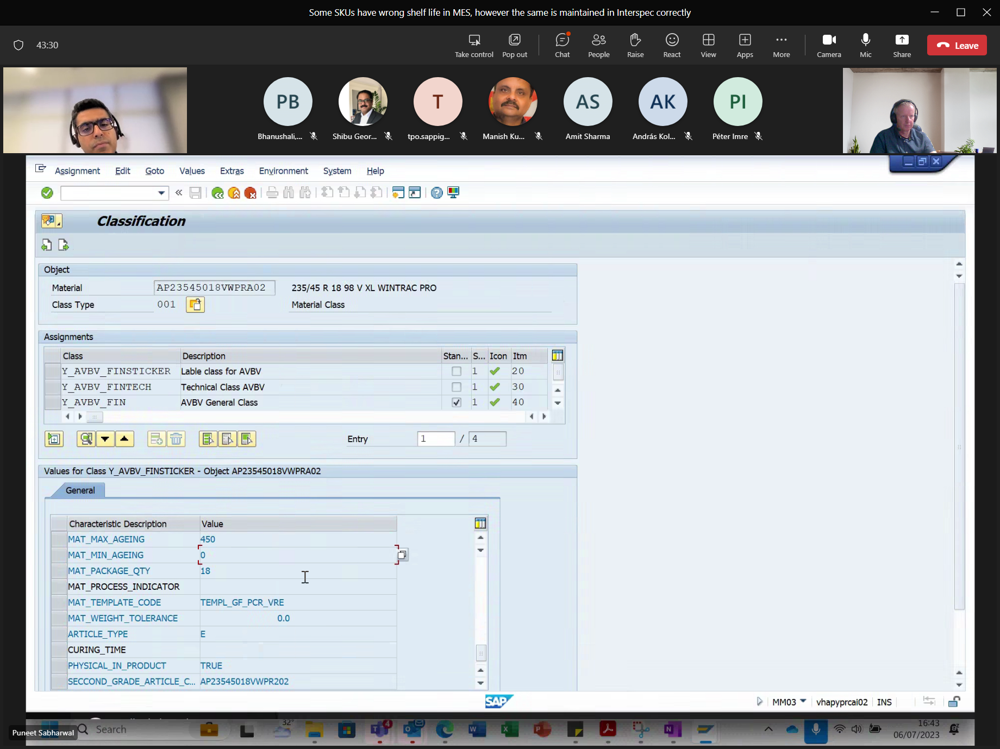 Some SKUs have wrong shelf life in MES, however the same is maintained in Interspec correctly
43:30
Take control
Pop out
Chat
People
Raise
React
View
Apps
More
Camera
Mic
Share
Leave
PB
T
AS
AK
PI
Bhanushali,...
Shibu Geor...
tpo.sappig...
Manish Ku...
Amit Sharma
András Kol...
Péter Imre
Assignment Edit Goto Values Extras Environment System Help
Classification
Object
Material AP23545018VWPRA02 235/45 R 18 98 V XL WINTRAC PRO
Class Type 001 Material Class
Assignments
Class Description Stan... S... Icon Itm
Y_AVBV_FINSTICKER Lable class for AVBV 1 20
Y_AVBV_FINTECH Technical Class AVBV 1 30
Y_AVBV_FIN AVBV General Class 1 40
Entry 1 / 4
Values for Class Y_AVBV_FINSTICKER - Object AP23545018VWPRA02
General
Characteristic Description Value
MAT_MAX_AGEING 450
MAT_MIN_AGEING 0
MAT_PACKAGE_QTY 18
MAT_PROCESS_INDICATOR
MAT_TEMPLATE_CODE TEMPL_GF_PCR_VRE
MAT_WEIGHT_TOLERANCE 0.0
ARTICLE_TYPE E
CURING_TIME
PHYSICAL_IN_PRODUCT TRUE
SECCOND_GRADE_ARTICLE_C... AP23545018VWPR202
SAP
MM03 vhapyprcai02 INS
Puneet Sabharwal
Search
32°
4
16:43
06/07/2023